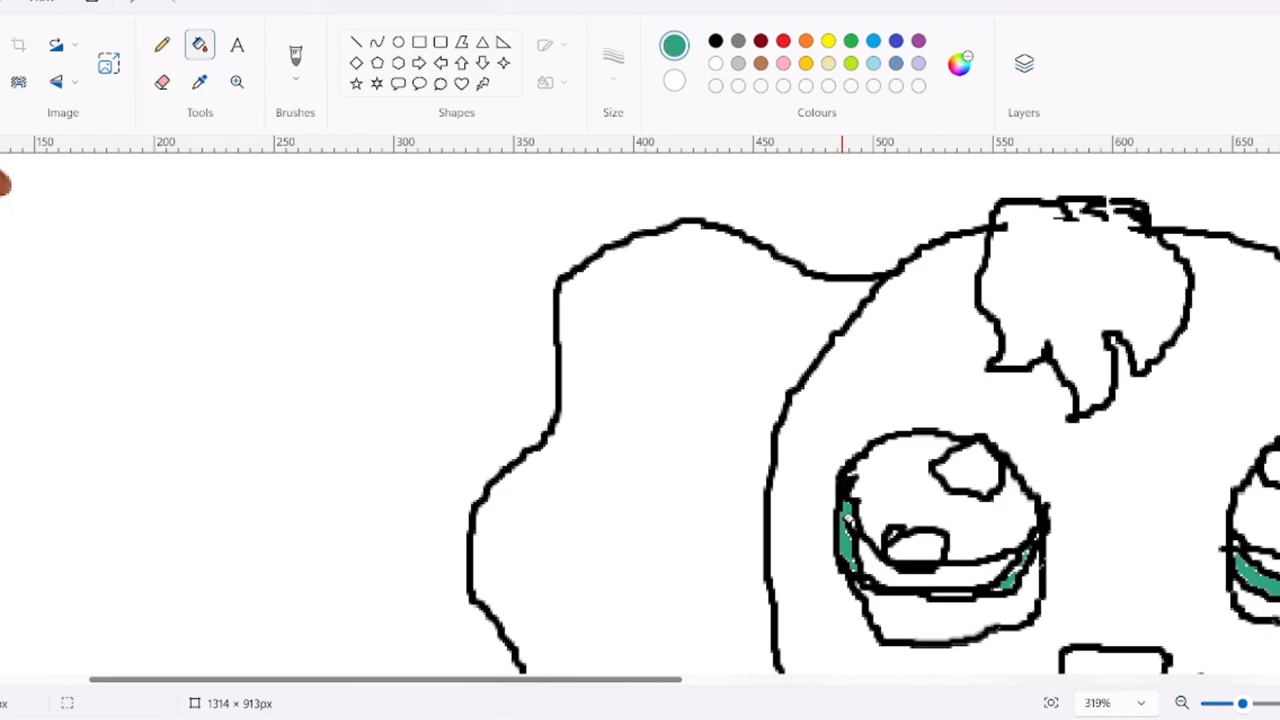 Image
Tools
Brushes
Shapes
Size
Colours
Layers
150 200 250 300 350 400 450 500 550 600 650
1314 × 913px
319%